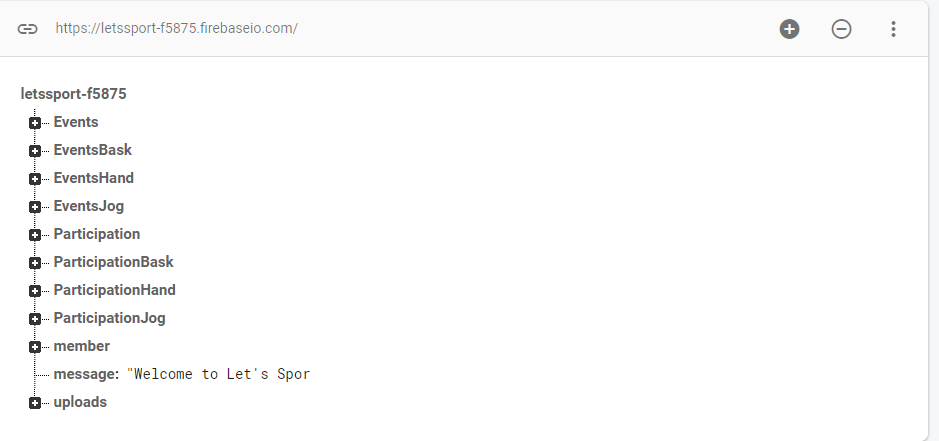 https://letssport-f5875.firebaseio.com/
letssport-f5875
Events
EventsBask
EventsHand
EventsJog
Participation
ParticipationBask
ParticipationHand
ParticipationJog
member
message: "Welcome to Let's Spor
uploads